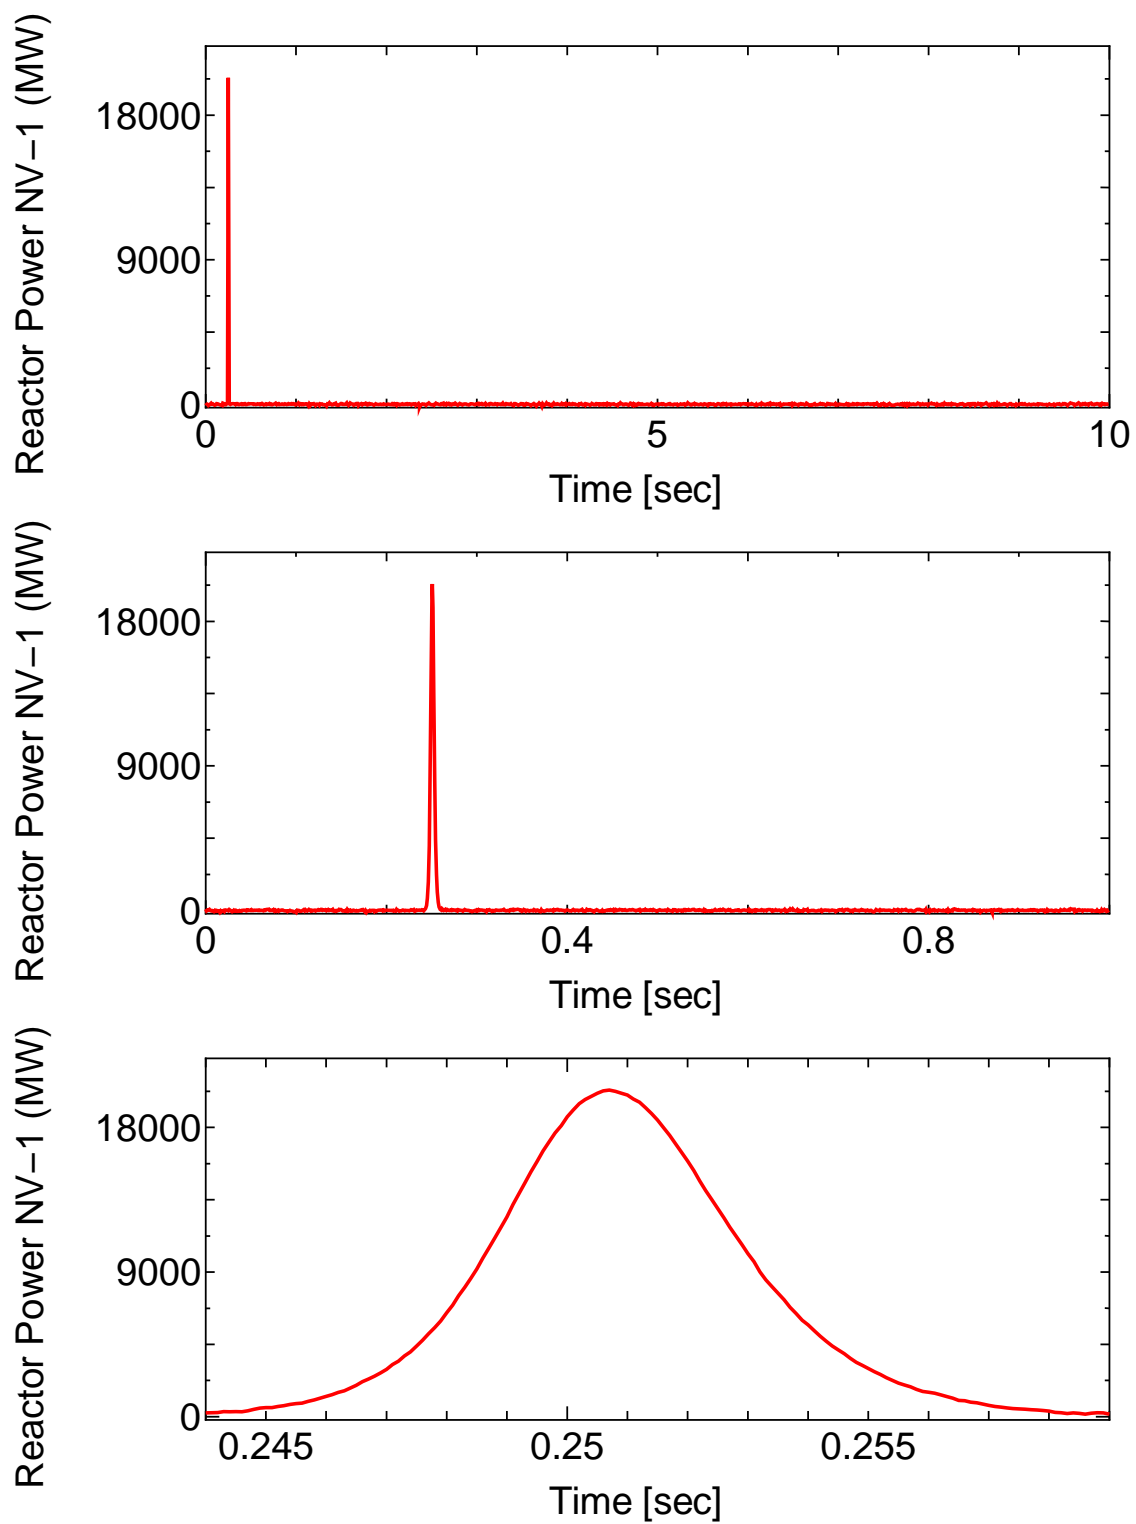 Reactor Power NV−1 (MW)
18000
9000
0
0 5 10
Time [sec]
Reactor Power NV−1 (MW)
18000
9000
0
0 0.4 0.8
Time [sec]
Reactor Power NV−1 (MW)
18000
9000
0
0.245 0.25 0.255
Time [sec]